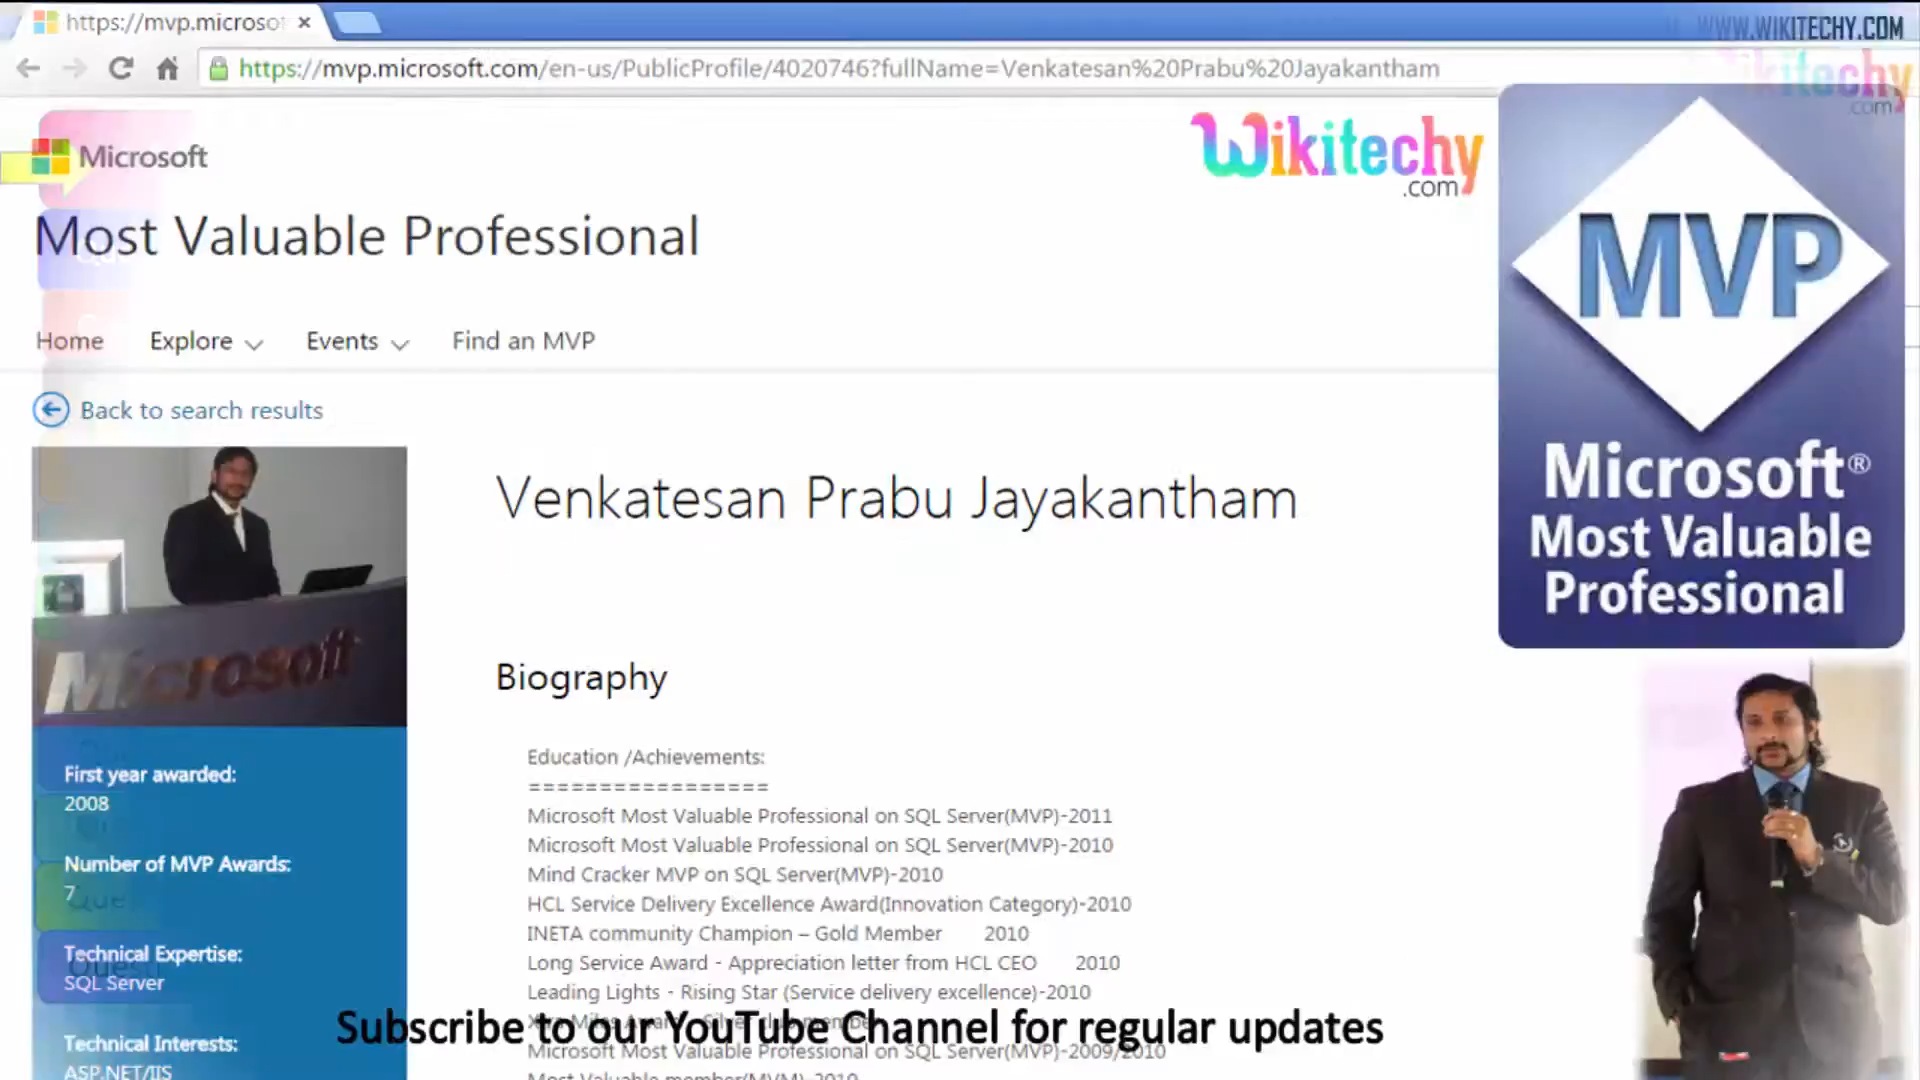 https://mvp.microso
WWW.WIKITECHY.COM
https://mvp.microsoft.com/en-us/PublicProfile/4020746?fullName=Venkatesan%20Prabu%20Jayakantham
Wikitechy
.com
Microsoft
Wikitechy
.com
Most Valuable Professional
MVP
Microsoft®
Most Valuable
Professional
Home Explore Events Find an MVP
Back to search results
Microsoft
Venkatesan Prabu Jayakantham
Biography
First year awarded:
2008
Number of MVP Awards:
7
Technical Expertise:
SQL Server
Technical Interests:
ASP.NET/IIS
Education /Achievements:
=================
Microsoft Most Valuable Professional on SQL Server(MVP)-2011
Microsoft Most Valuable Professional on SQL Server(MVP)-2010
Mind Cracker MVP on SQL Server(MVP)-2010
HCL Service Delivery Excellence Award(Innovation Category)-2010
INETA community Champion – Gold Member 2010
Long Service Award - Appreciation letter from HCL CEO 2010
Leading Lights - Rising Star (Service delivery excellence)-2010
Subscribe to our YouTube Channel for regular updates
Microsoft Most Valuable Professional on SQL Server(MVP)-2009/2010
Most Valuable member(MVM)-2010